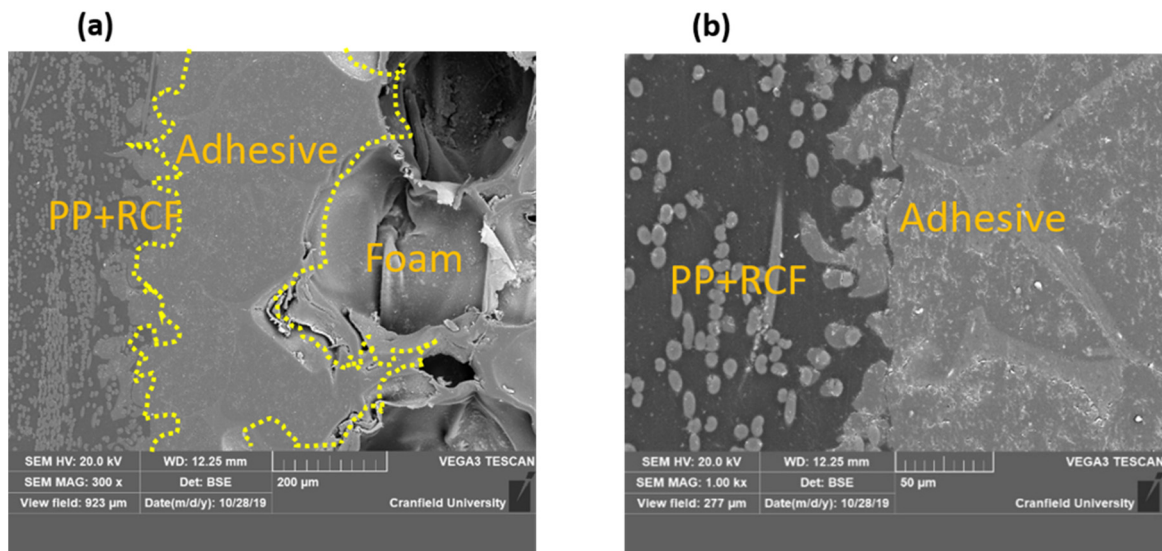 (a)
Adhesive
PP+RCF
Foam
SEM HV: 20.0 kV WD: 12.25 mm VEGA3 TESCAN
SEM MAG: 300 x Det: BSE 200 µm
View field: 923 µm Date(m/d/y): 10/28/19 Cranfield University
(b)
Adhesive
PP+RCF
SEM HV: 20.0 kV WD: 12.25 mm VEGA3 TESCAN
SEM MAG: 1.00 kx Det: BSE 50 µm
View field: 277 µm Date(m/d/y): 10/28/19 Cranfield University